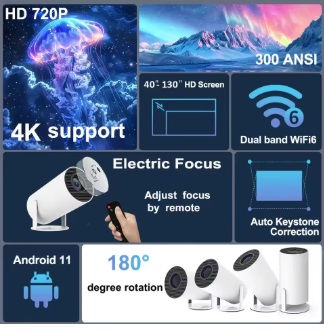 HD 720P
4K support
300 ANSI
40"- 130" HD Screen
6
Dual band WiFi6
Electric Focus
Adjust focus
by remote
Auto Keystone
Correction
Android 11
180°
degree rotation